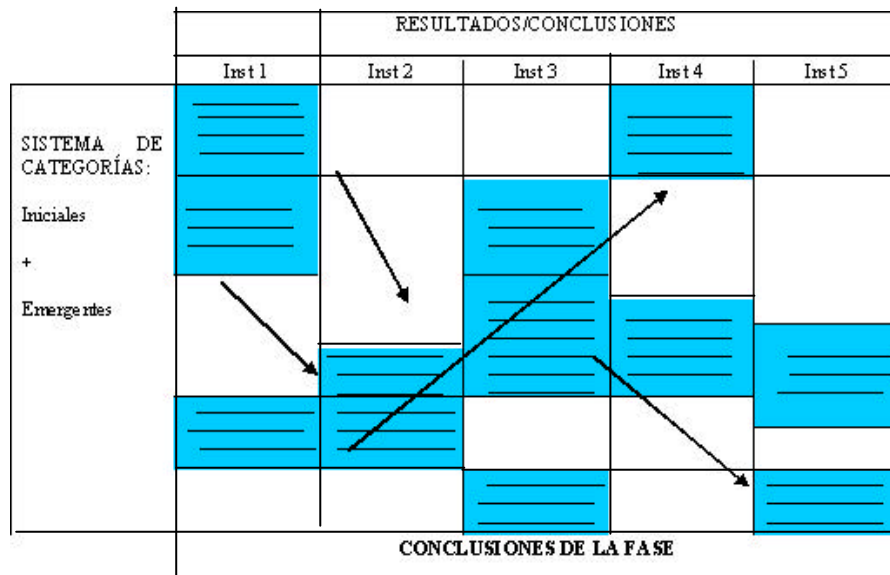 RESULTADOS/CONCLUSIONES
Inst 1 Inst 2 Inst 3 Inst 4 Inst 5
SISTEMA DE
CATEGORÍAS:
Iniciales
+
Emergentes
CONCLUSIONES DE LA FASE